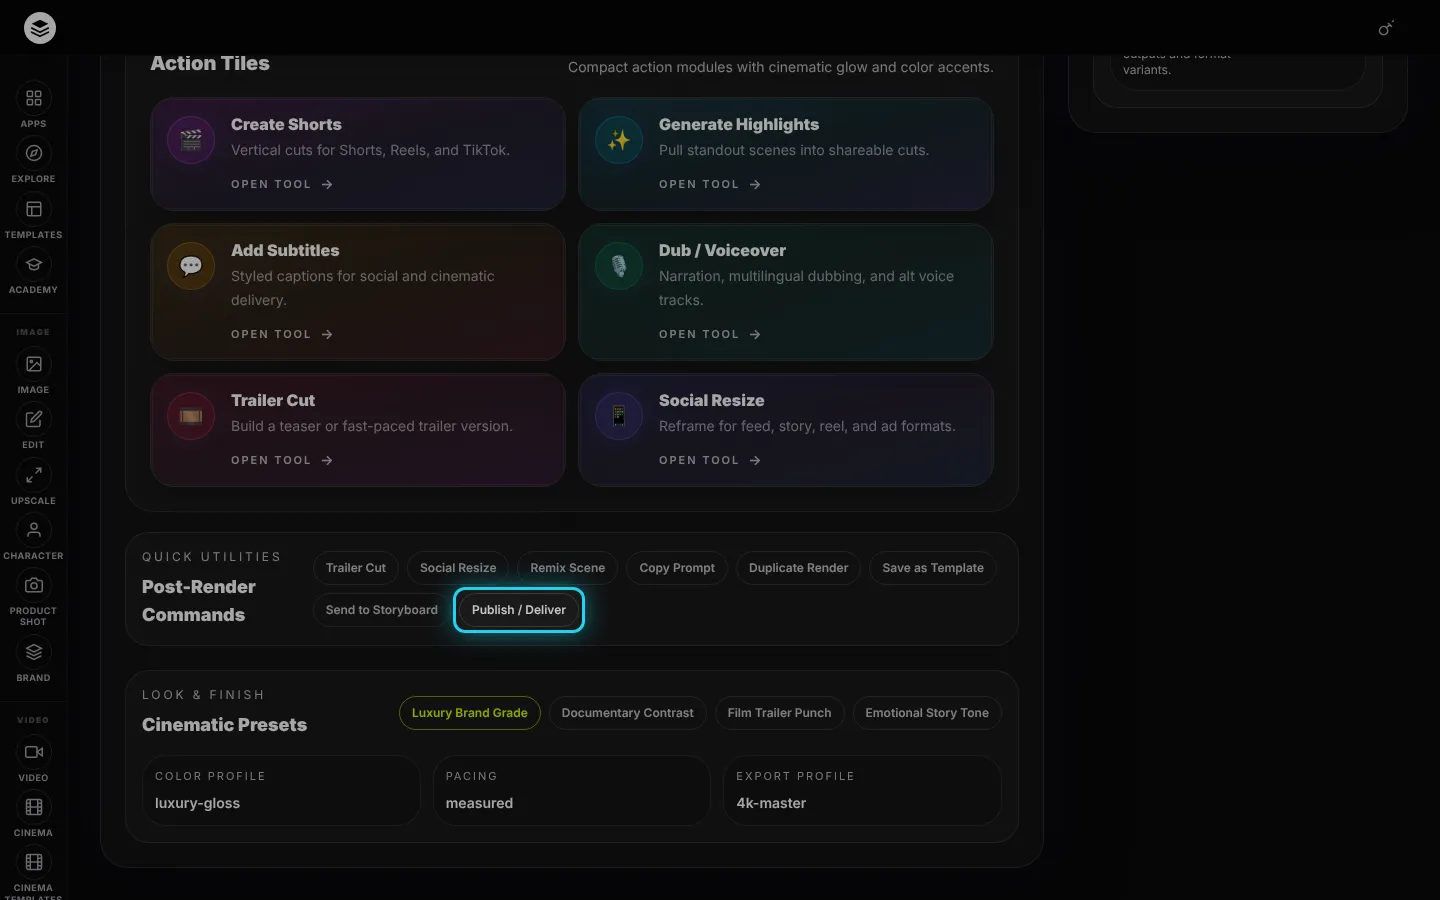 APPS
EXPLORE
TEMPLATES
ACADEMY
IMAGE
IMAGE
EDIT
UPSCALE
CHARACTER
PRODUCT
SHOT
BRAND
VIDEO
VIDEO
CINEMA
CINEMA
TEMPLATES
Action Tiles
Compact action modules with cinematic glow and color accents.
Create Shorts
Vertical cuts for Shorts, Reels, and TikTok.
OPEN TOOL →
Generate Highlights
Pull standout scenes into shareable cuts.
OPEN TOOL →
Add Subtitles
Styled captions for social and cinematic
delivery.
OPEN TOOL →
Dub / Voiceover
Narration, multilingual dubbing, and alt voice
tracks.
OPEN TOOL →
Trailer Cut
Build a teaser or fast-paced trailer version.
OPEN TOOL →
Social Resize
Reframe for feed, story, reel, and ad formats.
OPEN TOOL →
QUICK UTILITIES
Post-Render
Commands
Trailer Cut
Social Resize
Remix Scene
Copy Prompt
Duplicate Render
Save as Template
Send to Storyboard
Publish / Deliver
LOOK & FINISH
Cinematic Presets
Luxury Brand Grade
Documentary Contrast
Film Trailer Punch
Emotional Story Tone
COLOR PROFILE
luxury-gloss
PACING
measured
EXPORT PROFILE
4k-master
outputs and format
variants.